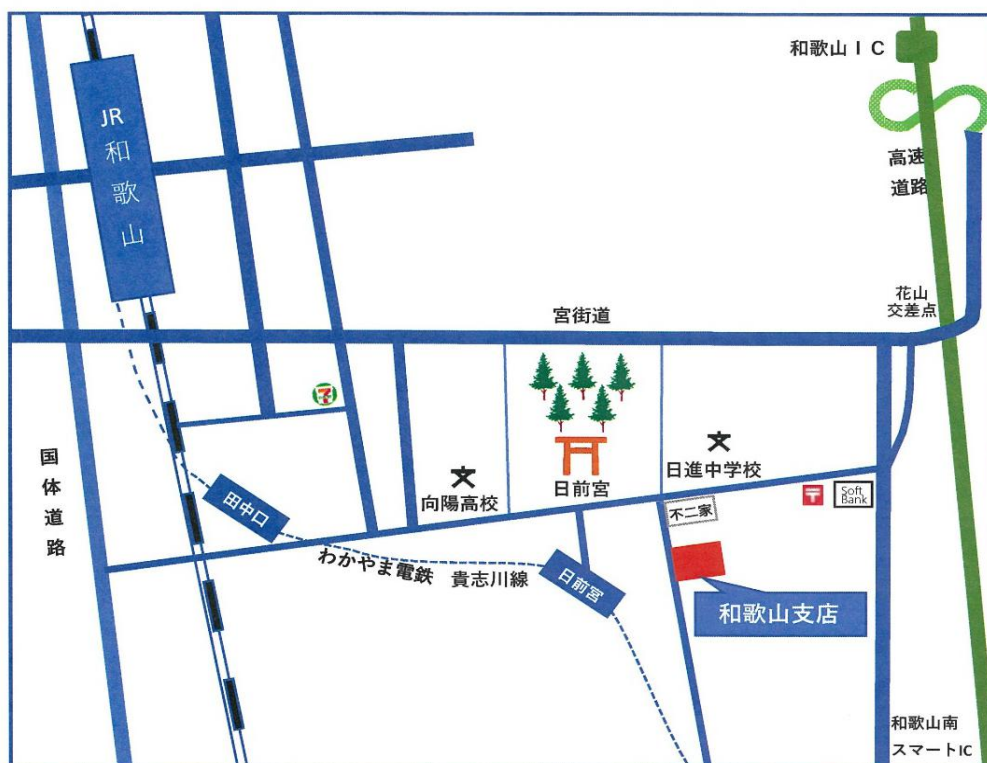 和歌山IC
JR和歌山
高速
道路
花山
交差点
宮街道
7
国体道路
田中口
向陽高校
日前宮
日進中学校
〒
Soft
Bank
不二家
わかやま電鉄 貴志川線
日前宮
和歌山支店
和歌山南
スマートIC